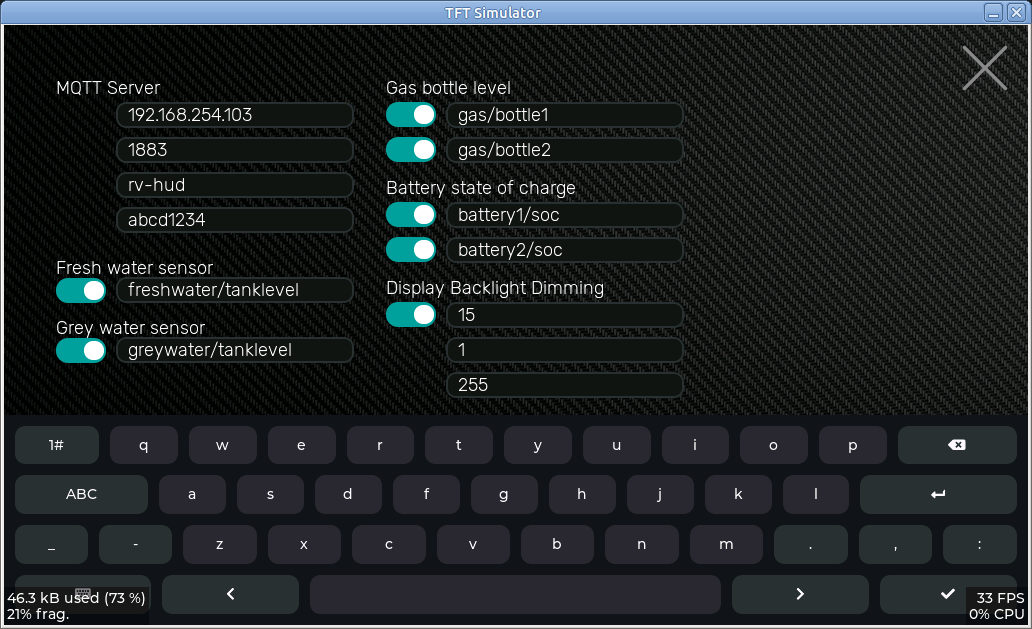 TFT Simulator
MQTT Server
192.168.254.103
1883
rv-hud
abcd1234
Fresh water sensor
freshwater/tanklevel
Grey water sensor
greywater/tanklevel
Gas bottle level
gas/bottle1
gas/bottle2
Battery state of charge
battery1/soc
battery2/soc
Display Backlight Dimming
15
1
255
1# q w e r t y u i o p
ABC a s d f g h j k l
_ - z x c v b n m . , :
46.3 kB used (73 %)
21% frag.
33 FPS
0% CPU